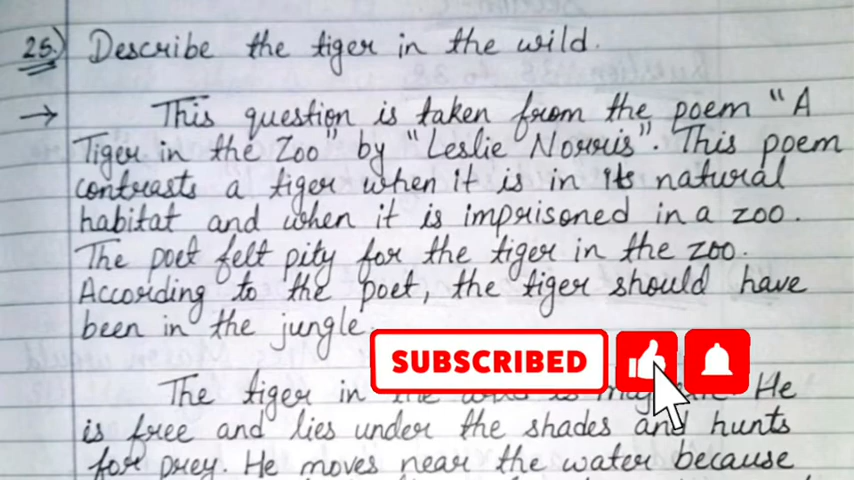 25.) Describe the tiger in the wild.
→ This question is taken from the poem "A
Tiger in the Zoo" by "Leslie Norris". This poem
contrasts a tiger when it is in its natural
habitat and when it is imprisoned in a zoo.
The poet felt pity for the tiger in the zoo.
According to the poet, the tiger should have
been in the jungle.
SUBSCRIBED
The tiger in the wild is He
is free and lies under the shades and hunts
for prey. He moves near the water because